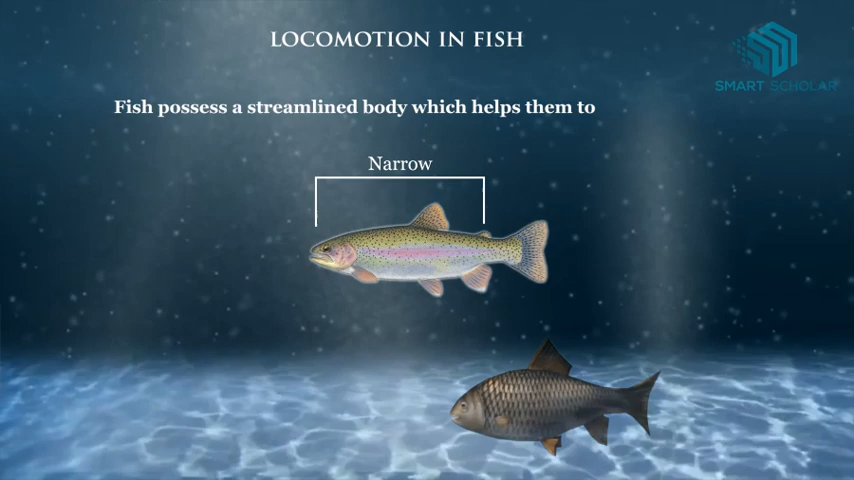 LOCOMOTION IN FISH
SMART SCHOLAR
Fish possess a streamlined body which helps them to
Narrow